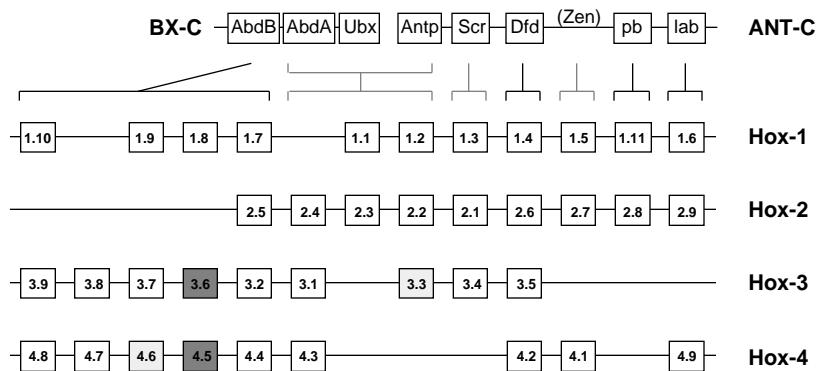 BX-C AbdB AbdA Ubx Antp Scr Dfd (Zen) pb lab ANT-C
1.10 1.9 1.8 1.7 1.1 1.2 1.3 1.4 1.5 1.11 1.6 Hox-1
2.5 2.4 2.3 2.2 2.1 2.6 2.7 2.8 2.9 Hox-2
3.9 3.8 3.7 3.6 3.2 3.1 3.3 3.4 3.5 Hox-3
4.8 4.7 4.6 4.5 4.4 4.3 4.2 4.1 4.9 Hox-4